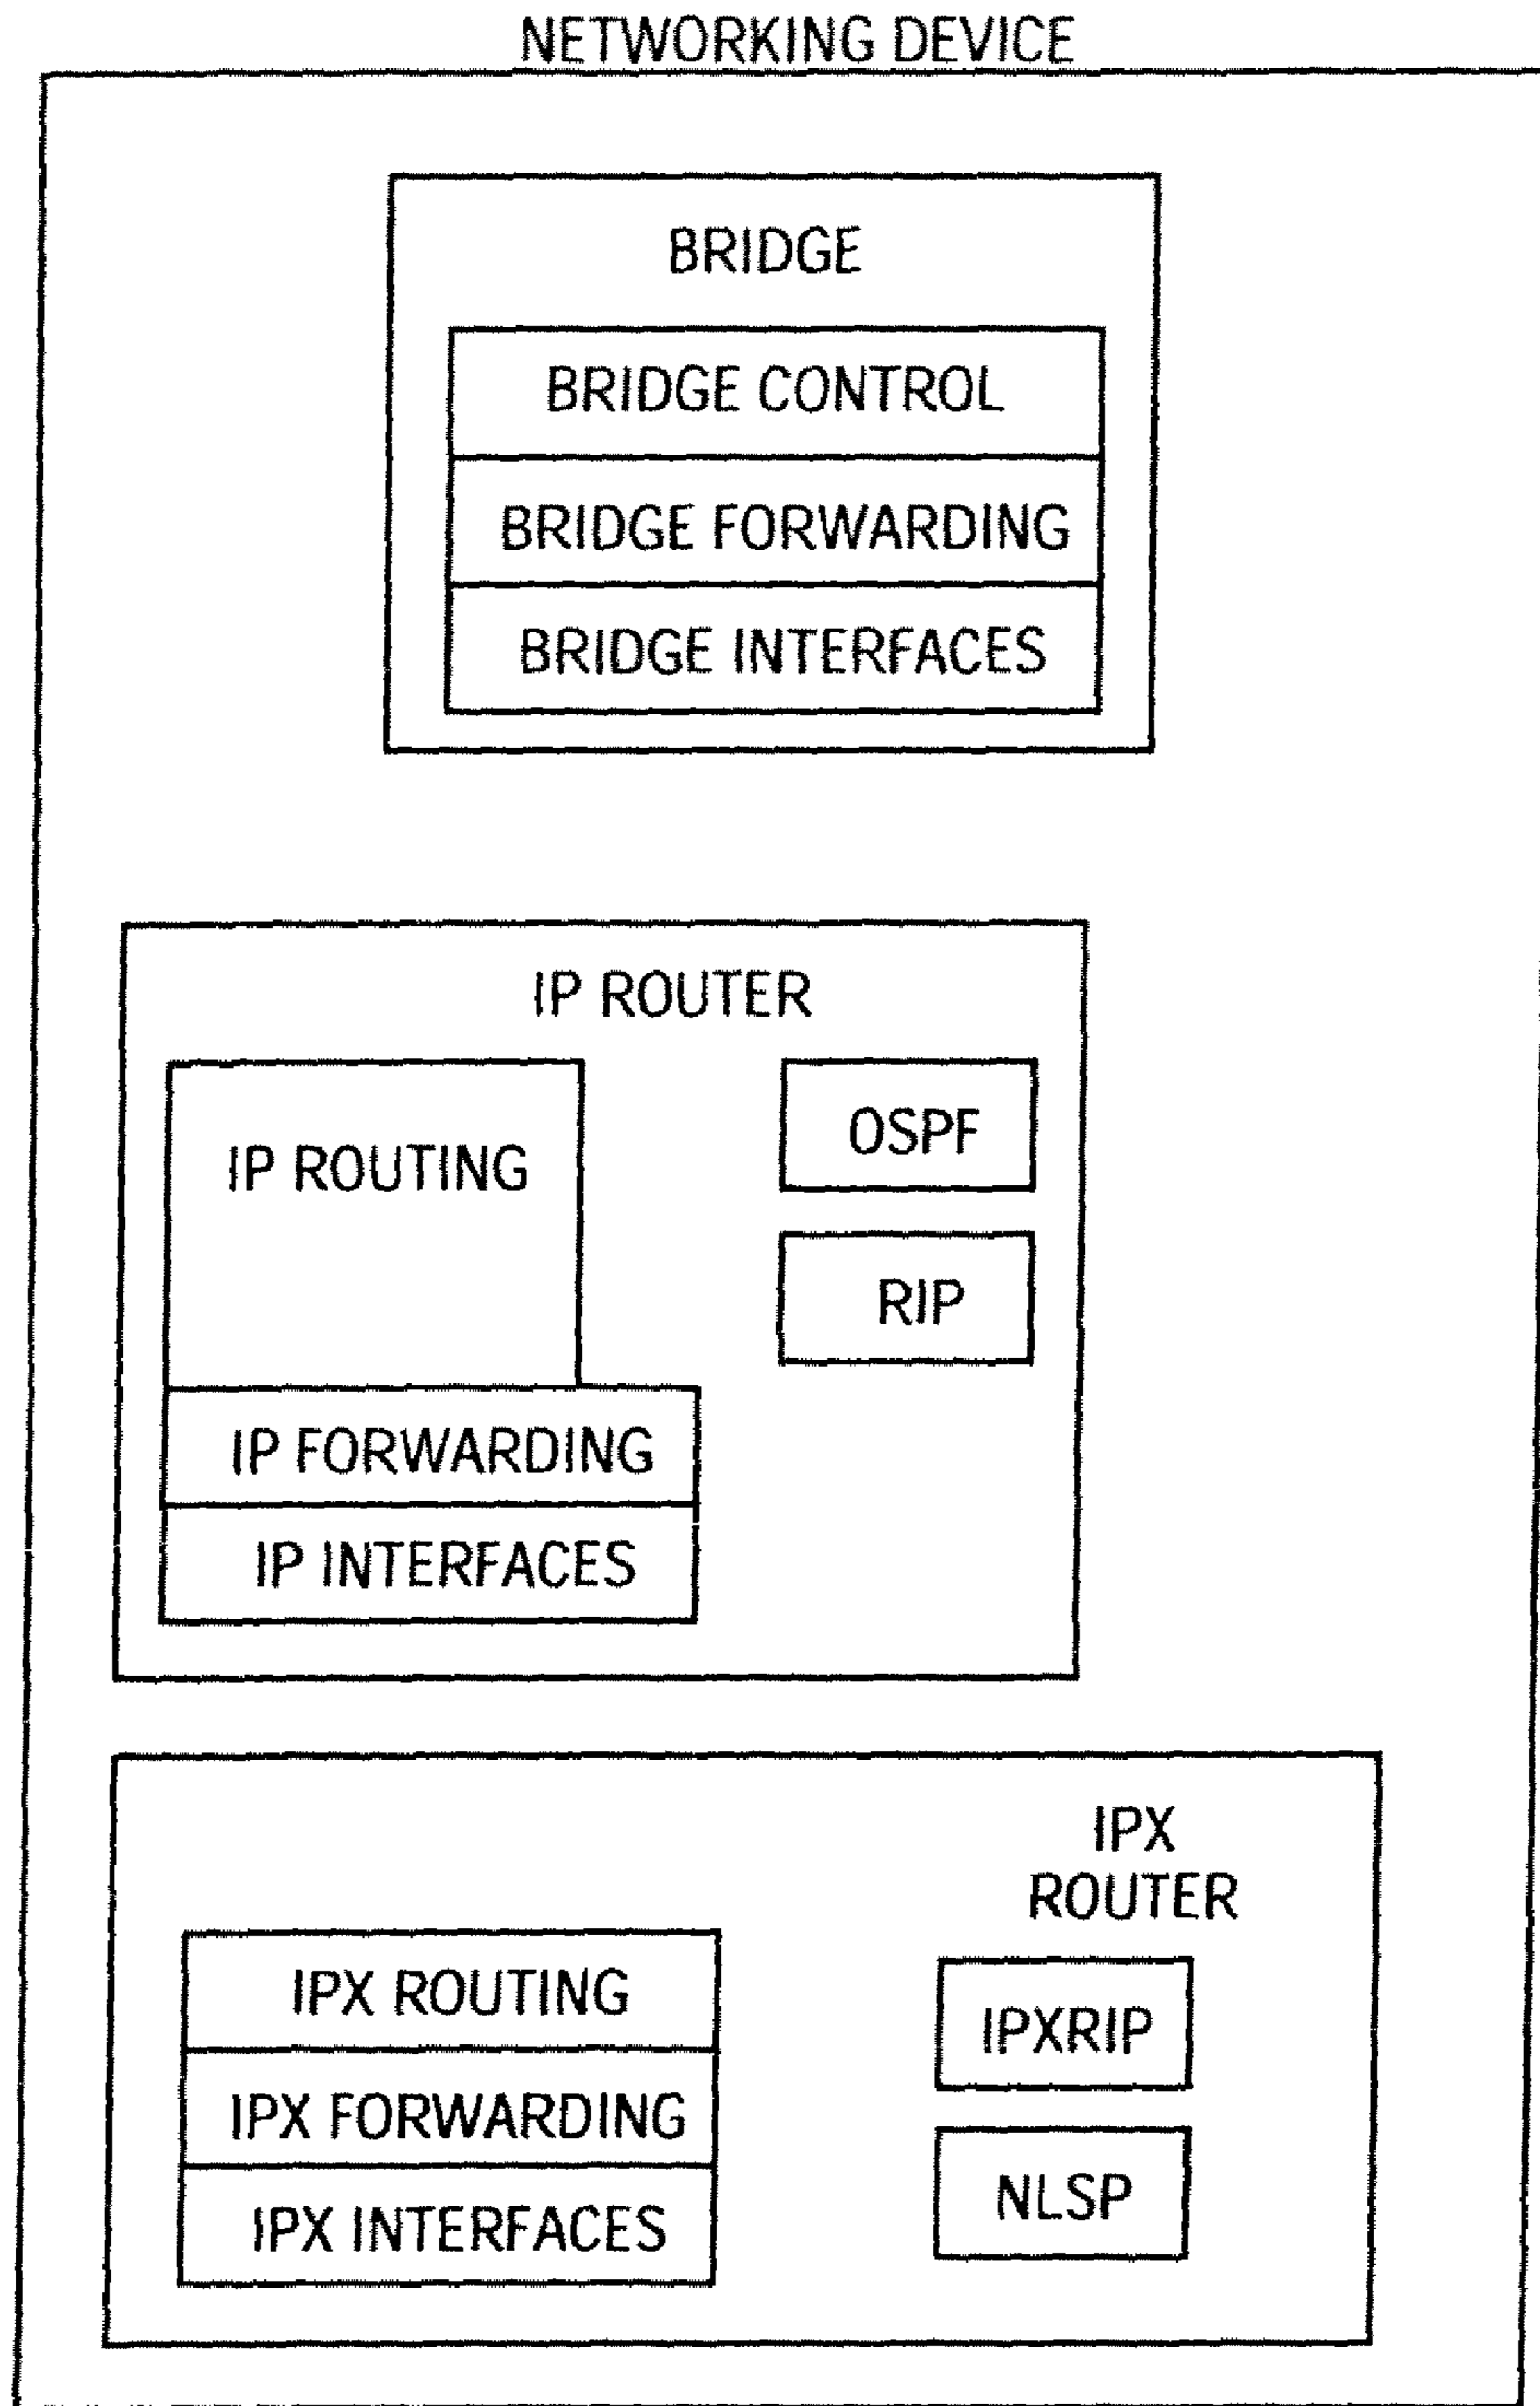 NETWORKING DEVICE
BRIDGE
BRIDGE CONTROL
BRIDGE FORWARDING
BRIDGE INTERFACES
IP ROUTER
IP ROUTING
OSPF
RIP
IP FORWARDING
IP INTERFACES
IPX
ROUTER
IPX ROUTING
IPX FORWARDING
IPX INTERFACES
IPXRIP
NLSP